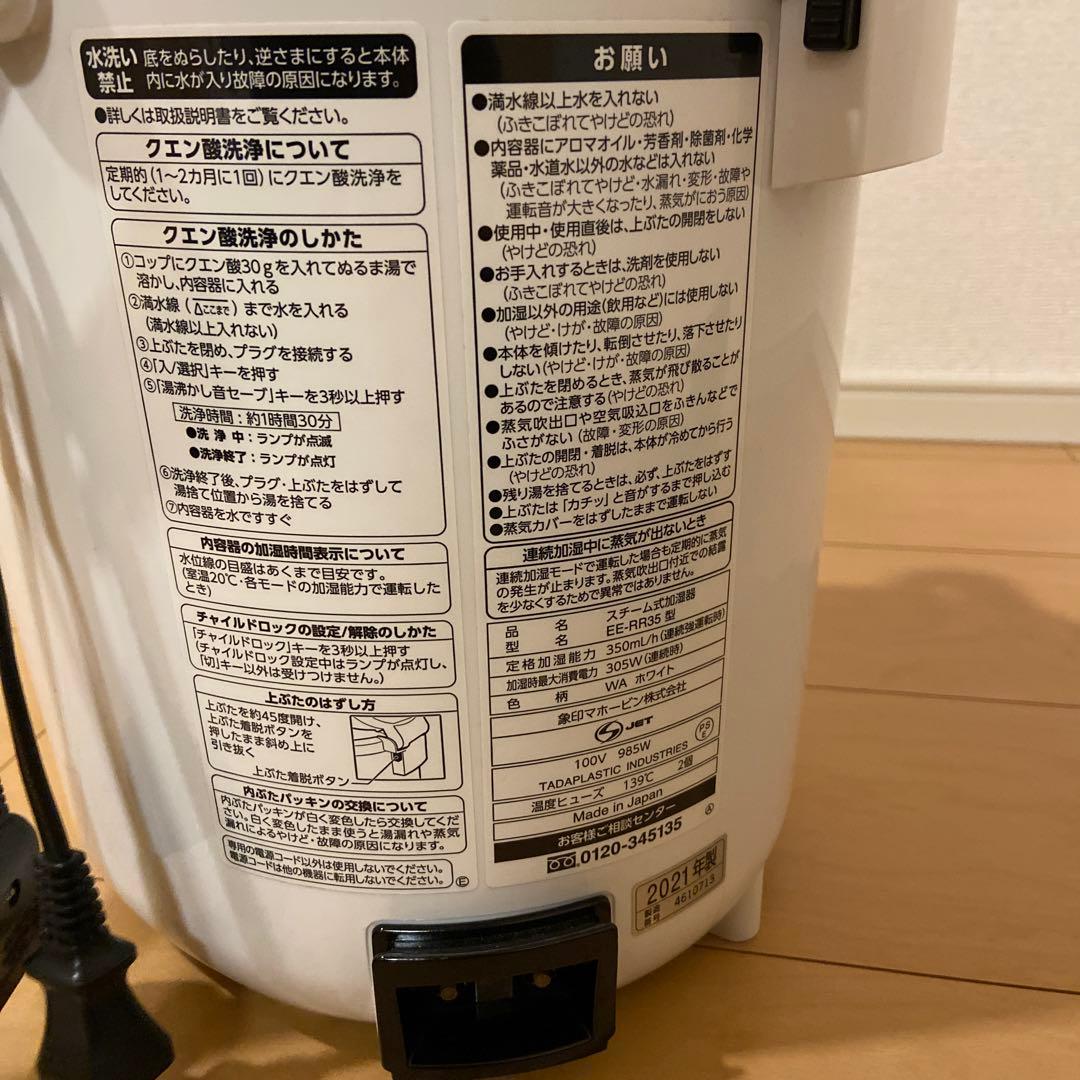 水洗い禁止
底をぬらしたり、逆さまにすると本体
内に水が入り故障の原因になります。
●詳しくは取扱説明書をご覧ください。
クエン酸洗浄について
定期的(1〜2カ月に1回)にクエン酸洗浄を
してください。
クエン酸洗浄のしかた
①コップにクエン酸30gを入れてぬるま湯で
溶かし、内容器に入れる
②満水線(△ここまで)まで水を入れる
(満水線以上入れない)
③上ぶたを閉め、プラグを接続する
④「入/選択」キーを押す
⑤「湯沸かし音セーブ」キーを3秒以上押す
洗浄時間:約1時間30分
●洗浄中:ランプが点滅
●洗浄終了:ランプが点灯
⑥洗浄終了後、プラグ・上ぶたをはずして
湯捨て位置から湯を捨てる
⑦内容器を水ですすぐ
内容器の加湿時間表示について
水位線の目盛はあくまで目安です。
(室温20℃・各モードの加湿能力で運転した
とき)
チャイルドロックの設定/解除のしかた
「チャイルドロック」キーを3秒以上押す
(チャイルドロック設定中はランプが点灯し、
「切」キー以外は受けつけません。)
上ぶたのはずし方
上ぶたを約45度開け、
上ぶた着脱ボタンを
押したまま斜め上に
引き抜く
上ぶた着脱ボタン
内ぶたパッキンの交換について
内ぶたパッキンが白く変色したら交換してくだ
さい。白く変色したまま使うと湯漏れや蒸気
漏れによるやけど・故障の原因になります。
専用の電源コード以外は使用しないでください。
電源コードは他の機器に転用しないでください。
Ⓔ
お願い
●満水線以上水を入れない
(ふきこぼれてやけどの恐れ)
●内容器にアロマオイル・芳香剤・除菌剤・化学
薬品・水道水以外の水などは入れない
(ふきこぼれてやけど・水漏れ・変形・故障や
運転音が大きくなったり、蒸気がにおう原因)
●使用中・使用直後は、上ぶたの開閉をしない
(やけどの恐れ)
●お手入れするときは、洗剤を使用しない
(ふきこぼれてやけどの恐れ)
●加湿以外の用途(飲用など)には使用しない
(やけど・けが・故障の原因)
●本体を傾けたり、転倒させたり、落下させたり
しない(やけど・けが・故障の原因)
●上ぶたを閉めるとき、蒸気が飛び散ることが
あるので注意する(やけどの恐れ)
●蒸気吹出口や空気吸込口をふきんなどで
ふさがない(故障・変形の原因)
●上ぶたの開閉・着脱は、本体が冷めてから行う
(やけどの恐れ)
●残り湯を捨てるときは、必ず、上ぶたをはずす
●上ぶたは「カチッ」と音がするまで押し込む
●蒸気カバーをはずしたままで運転しない
連続加湿中に蒸気が出ないとき
連続加湿モードで運転した場合も定期的に蒸気
の発生が止まります。蒸気吹出口付近での結露
を少なくするためで異常ではありません。
品名 スチーム式加湿器
型名 EE-RR35 型
定格加湿能力 350mL/h(連続強運転時)
加湿時最大消費電力 305W(連続時)
色柄 WA ホワイト
象印マホービン株式会社
JET
PS
E
100V 985W
TADAPLASTIC INDUSTRIES
温度ヒューズ 139℃ 2個
Made in Japan
お客様ご相談センター
0120-345135
Ⓐ
2021年製
製造番号 4610713